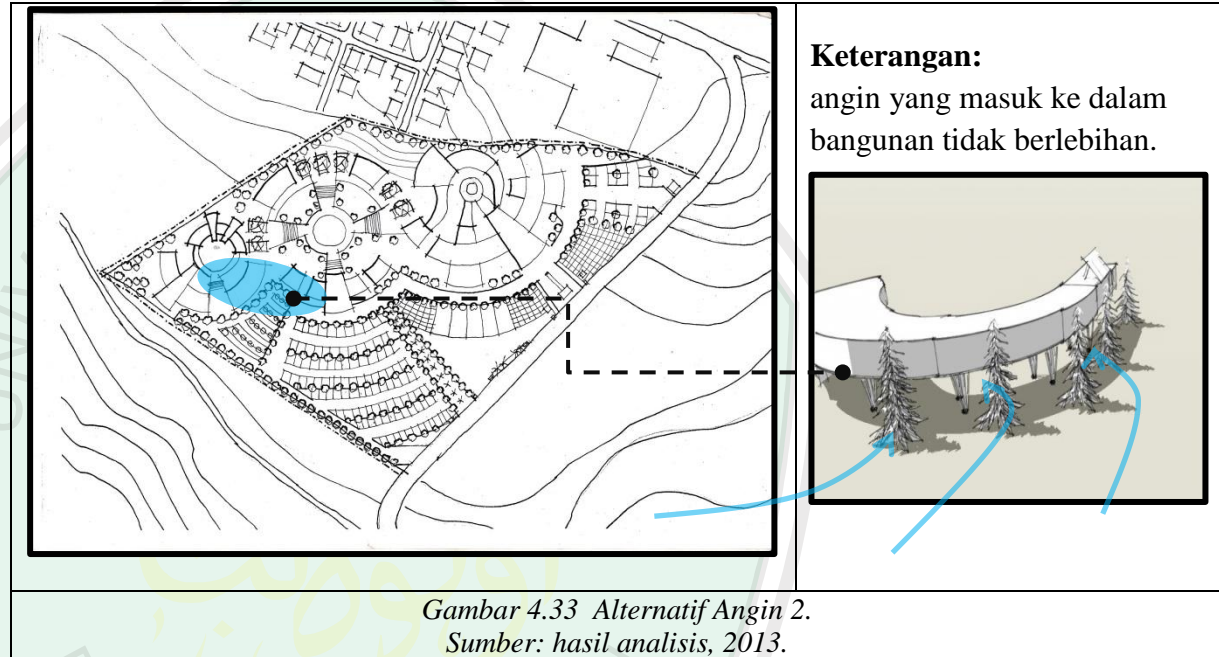 Keterangan:
angin yang masuk ke dalam
bangunan tidak berlebihan.
Gambar 4.33  Alternatif Angin 2.
Sumber: hasil analisis, 2013.